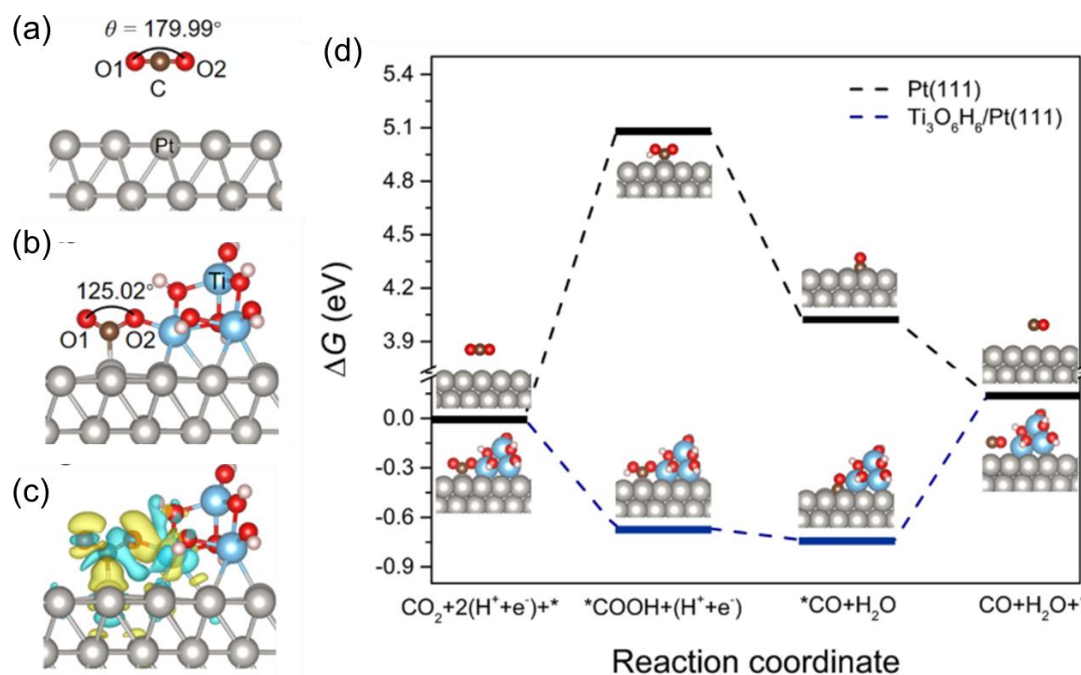 (a)
θ = 179.99°
O1
O2
C
Pt
(b)
Ti
125.02°
O1
O2
(c)
(d)
Pt(111)
Ti₃O₆H₆/Pt(111)
ΔG (eV)
5.4
5.1
4.8
4.5
4.2
3.9
0.0
-0.3
-0.6
-0.9
CO₂+2(H⁺+e⁻)+*
*COOH+(H⁺+e⁻)
*CO+H₂O
CO+H₂O+*
Reaction coordinate